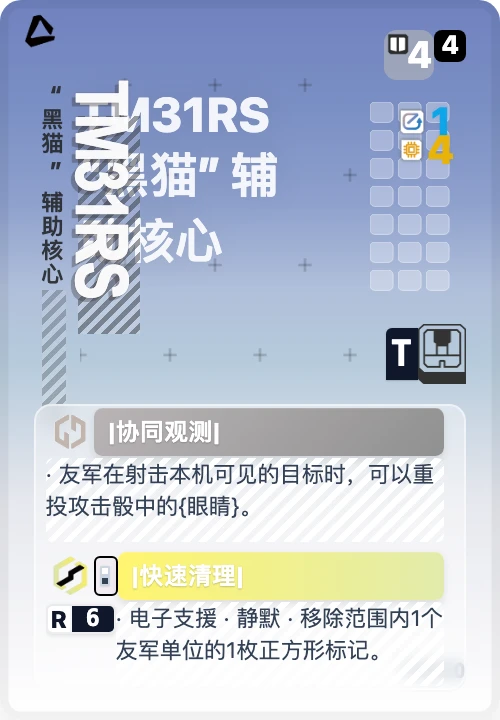 4
4
TM31RS
“黑猫”辅助核心
TM31RS
“黑猫” 辅
核心
1
4
T
|协同观测|
· 友军在射击本机可见的目标时，可以重
投攻击骰中的{眼睛}。
|快速清理|
R 6
· 电子支援 · 静默 · 移除范围内1个
友军单位的1枚正方形标记。